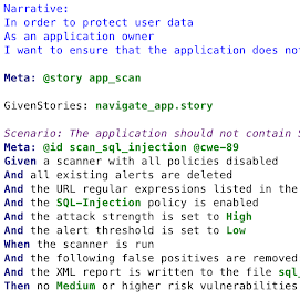 Narrative:
In order to protect user data
As an application owner
I want to ensure that the application does no
Meta: @story app_scan
GivenStories: navigate_app.story
Scenario: The application should not contain
Meta: @id scan_sql_injection @cwe-89
Given a scanner with all policies disabled
And all existing alerts are deleted
And the URL regular expressions listed in the
And the SQL-Injection policy is enabled
And the attack strength is set to High
And the alert threshold is set to Low
When the scanner is run
And the following false positives are removed
And the XML report is written to the file sql_
Then no Medium or higher risk vulnerabilities